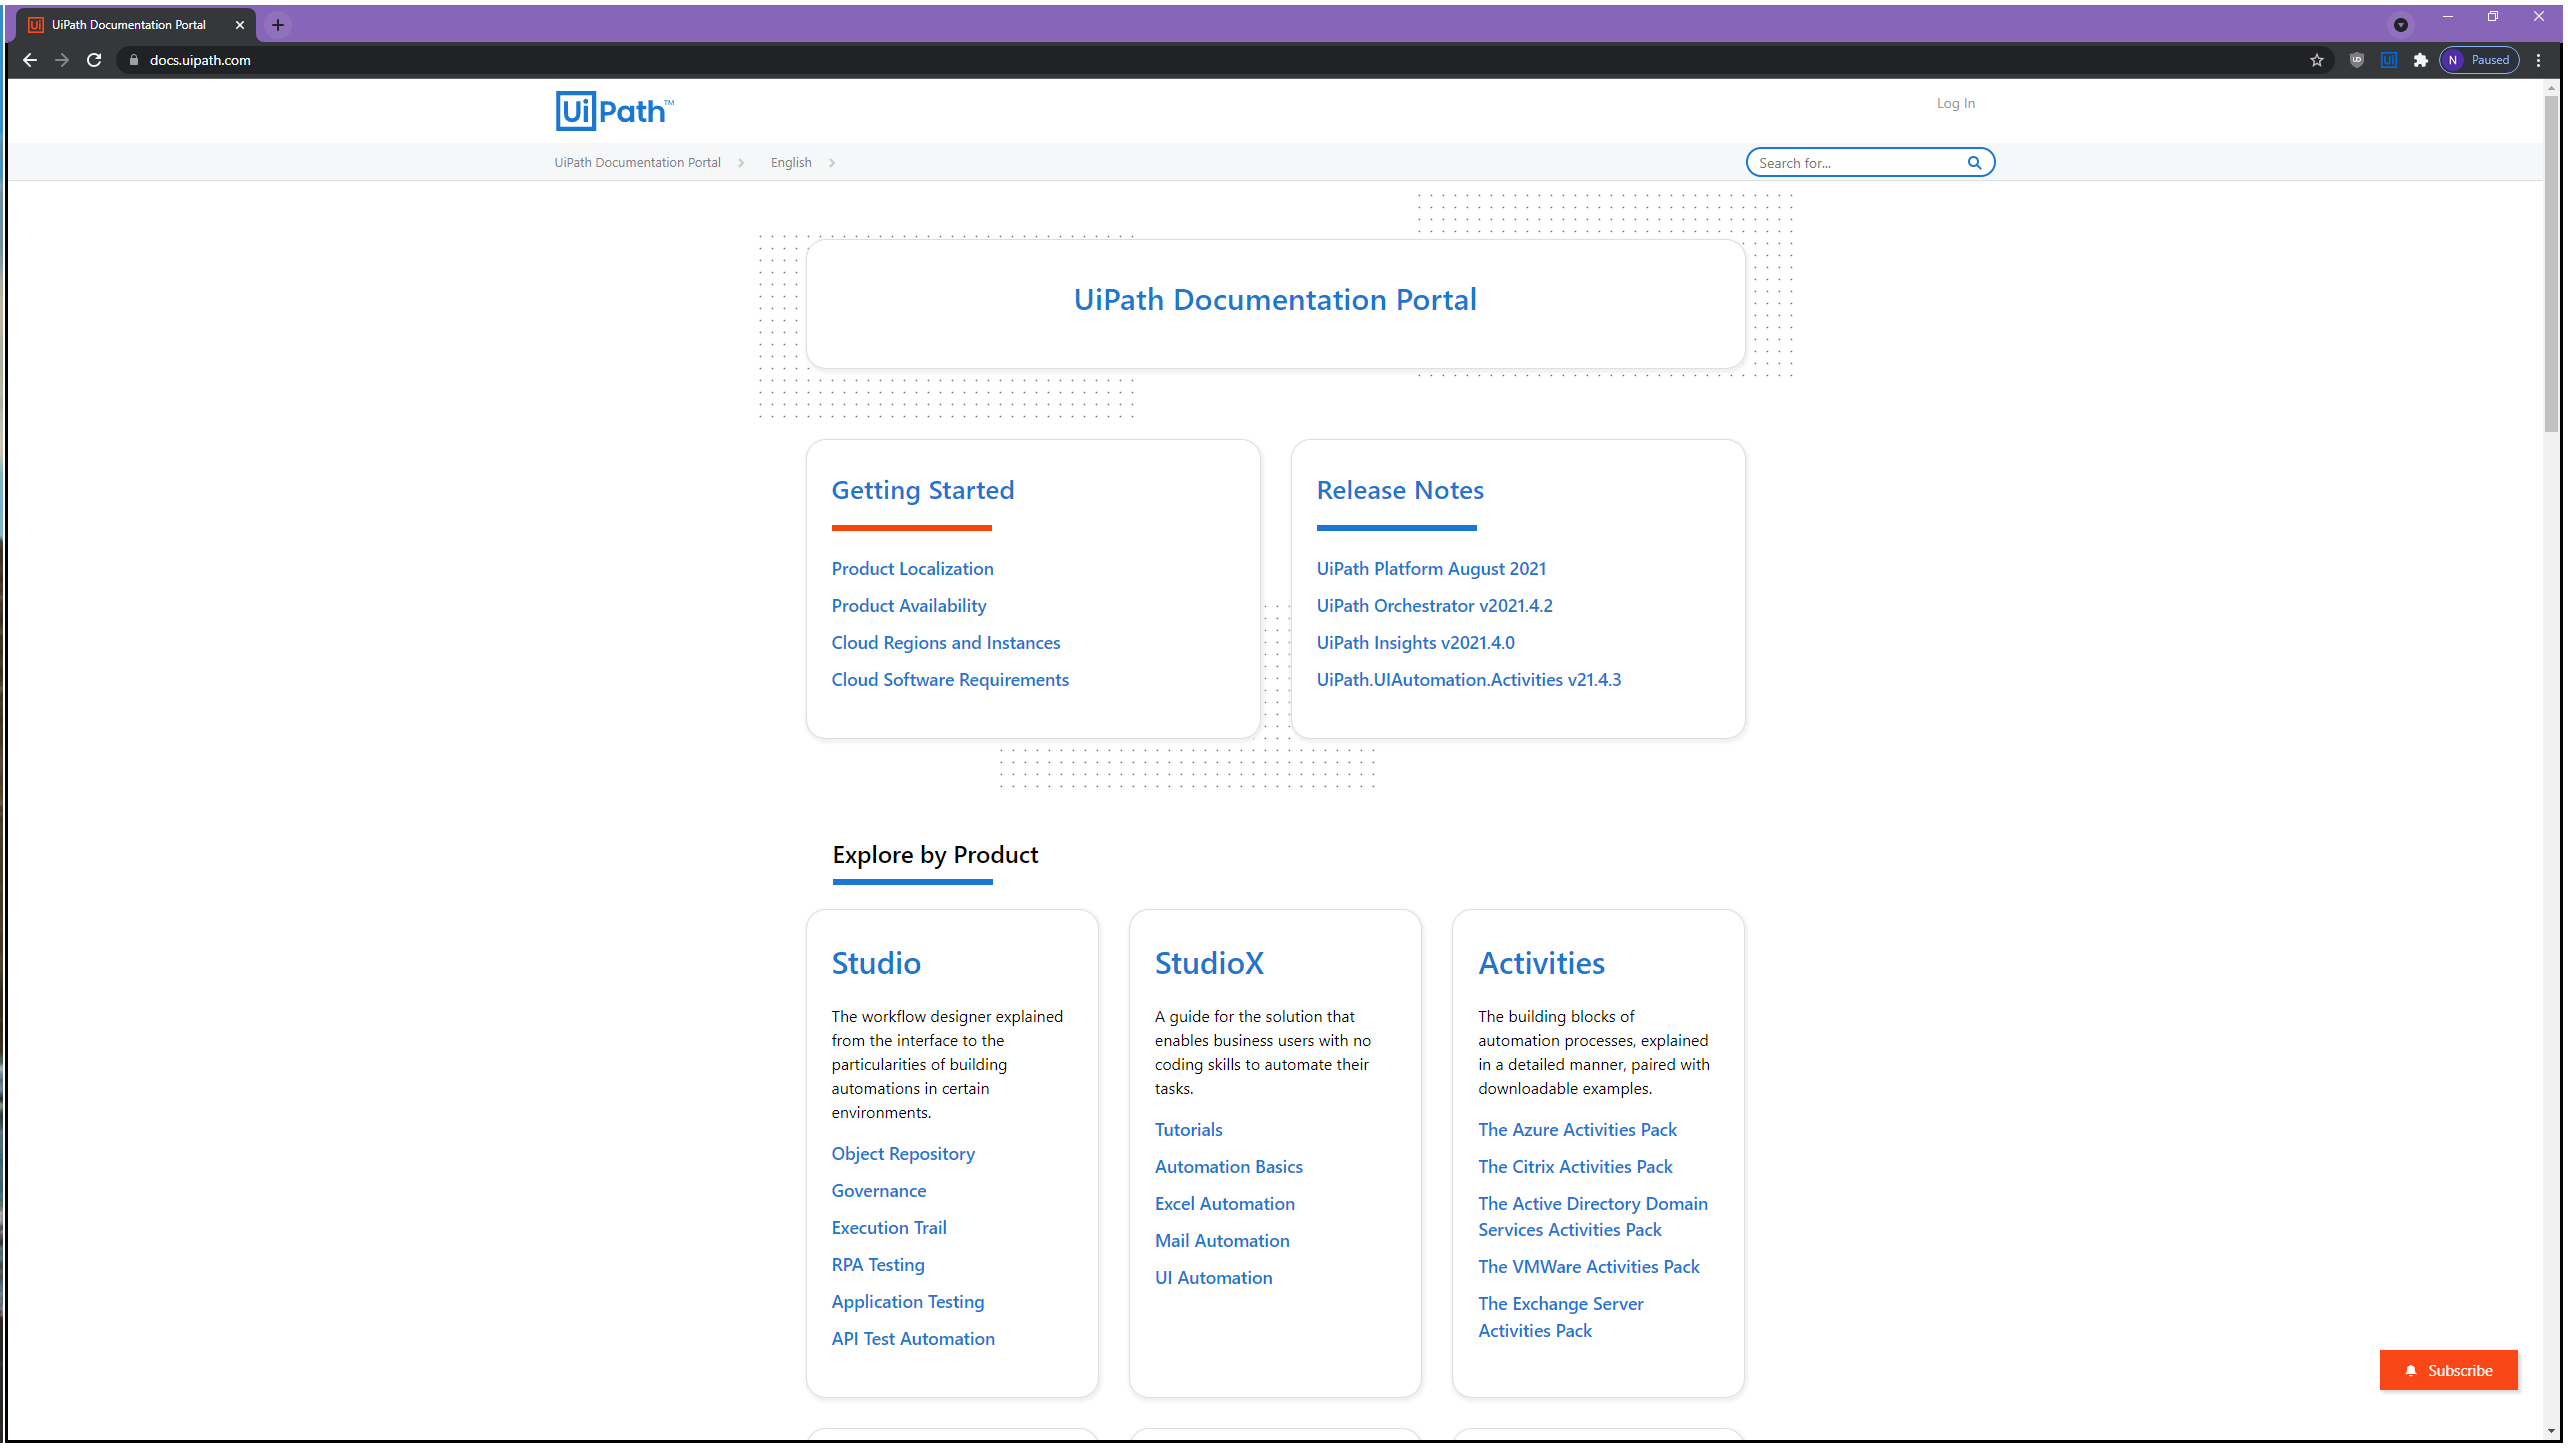 UiPath Documentation Portal
docs.uipath.com
N Paused
UiPath™
Log In
UiPath Documentation Portal
English
Search for...
UiPath Documentation Portal
Getting Started
Product Localization
Product Availability
Cloud Regions and Instances
Cloud Software Requirements
Release Notes
UiPath Platform August 2021
UiPath Orchestrator v2021.4.2
UiPath Insights v2021.4.0
UiPath.UIAutomation.Activities v21.4.3
Explore by Product
Studio
The workflow designer explained
from the interface to the
particularities of building
automations in certain
environments.
Object Repository
Governance
Execution Trail
RPA Testing
Application Testing
API Test Automation
StudioX
A guide for the solution that
enables business users with no
coding skills to automate their
tasks.
Tutorials
Automation Basics
Excel Automation
Mail Automation
UI Automation
Activities
The building blocks of
automation processes, explained
in a detailed manner, paired with
downloadable examples.
The Azure Activities Pack
The Citrix Activities Pack
The Active Directory Domain
Services Activities Pack
The VMWare Activities Pack
The Exchange Server
Activities Pack
Subscribe